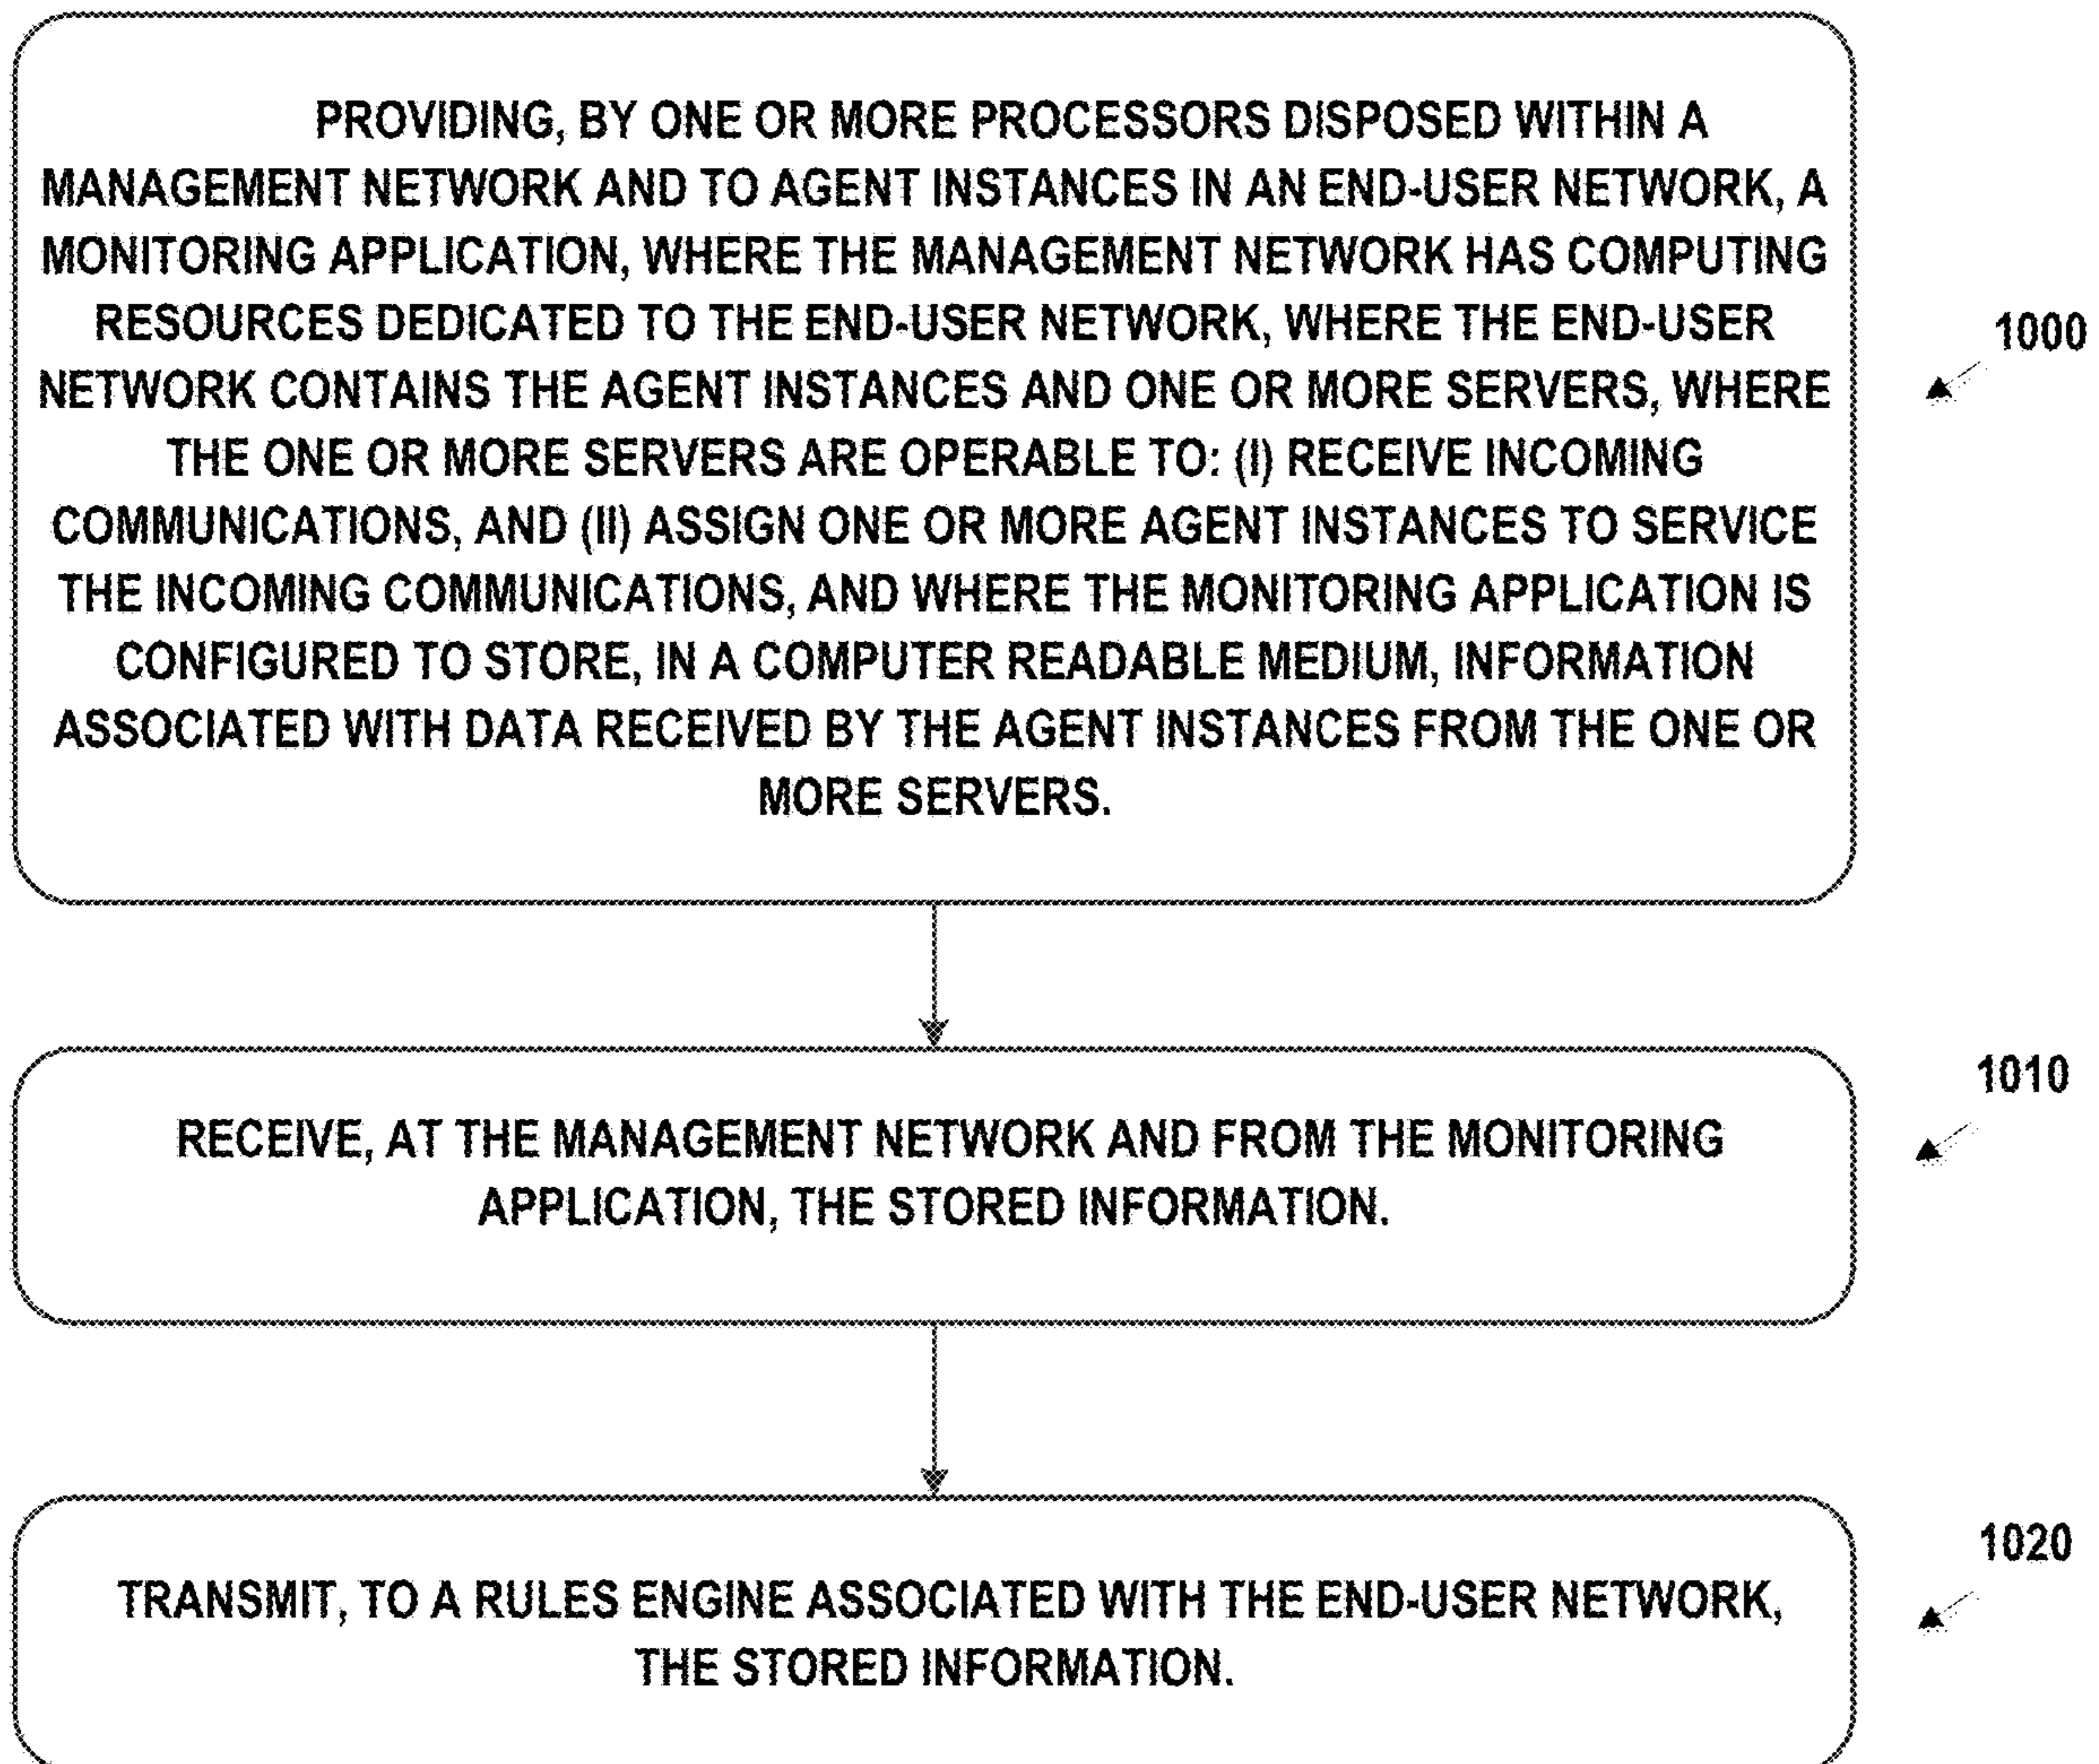 PROVIDING, BY ONE OR MORE PROCESSORS DISPOSED WITHIN A
MANAGEMENT NETWORK AND TO AGENT INSTANCES IN AN END-USER NETWORK, A
MONITORING APPLICATION, WHERE THE MANAGEMENT NETWORK HAS COMPUTING
RESOURCES DEDICATED TO THE END-USER NETWORK, WHERE THE END-USER
NETWORK CONTAINS THE AGENT INSTANCES AND ONE OR MORE SERVERS, WHERE
THE ONE OR MORE SERVERS ARE OPERABLE TO: (I) RECEIVE INCOMING
COMMUNICATIONS, AND (II) ASSIGN ONE OR MORE AGENT INSTANCES TO SERVICE
THE INCOMING COMMUNICATIONS, AND WHERE THE MONITORING APPLICATION IS
CONFIGURED TO STORE, IN A COMPUTER READABLE MEDIUM, INFORMATION
ASSOCIATED WITH DATA RECEIVED BY THE AGENT INSTANCES FROM THE ONE OR
MORE SERVERS.
1000
RECEIVE, AT THE MANAGEMENT NETWORK AND FROM THE MONITORING
APPLICATION, THE STORED INFORMATION.
1010
TRANSMIT, TO A RULES ENGINE ASSOCIATED WITH THE END-USER NETWORK,
THE STORED INFORMATION.
1020